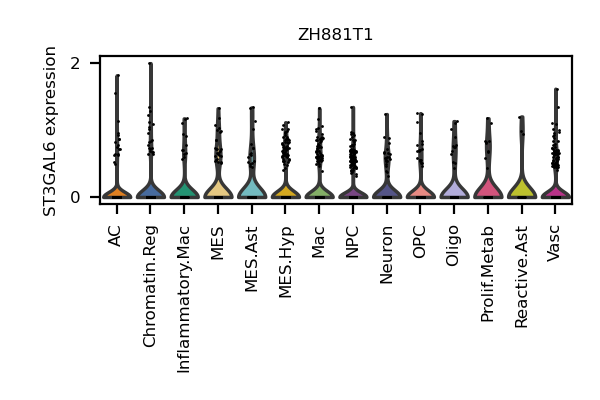 ZH881T1
ST3GAL6 expression
2
0
AC
Chromatin.Reg
Inflammatory.Mac
MES
MES.Ast
MES.Hyp
Mac
NPC
Neuron
OPC
Oligo
Prolif.Metab
Reactive.Ast
Vasc